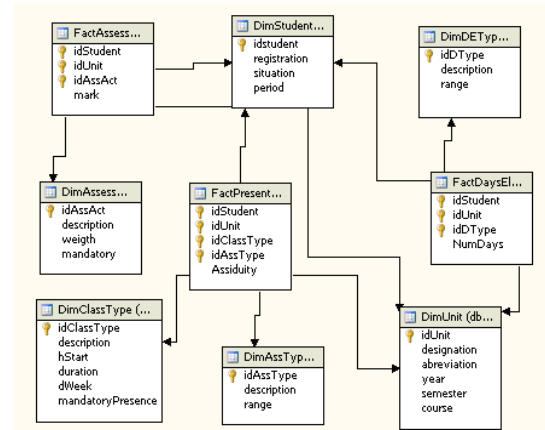 FactAssess...
idStudent
idUnit
idAssAct
mark
DimStudent...
idstudent
registration
situation
period
DimDETyp...
idDType
description
range
DimAssess...
idAssAct
description
weigth
mandatory
FactPresent...
idStudent
idUnit
idClassType
idAssType
Assiduity
FactDaysEl...
idStudent
idUnit
idDType
NumDays
DimClassType (...
idClassType
description
hStart
duration
dWeek
mandatoryPresence
DimAssTyp...
idAssType
description
range
DimUnit (db...
idUnit
designation
abreviation
year
semester
course